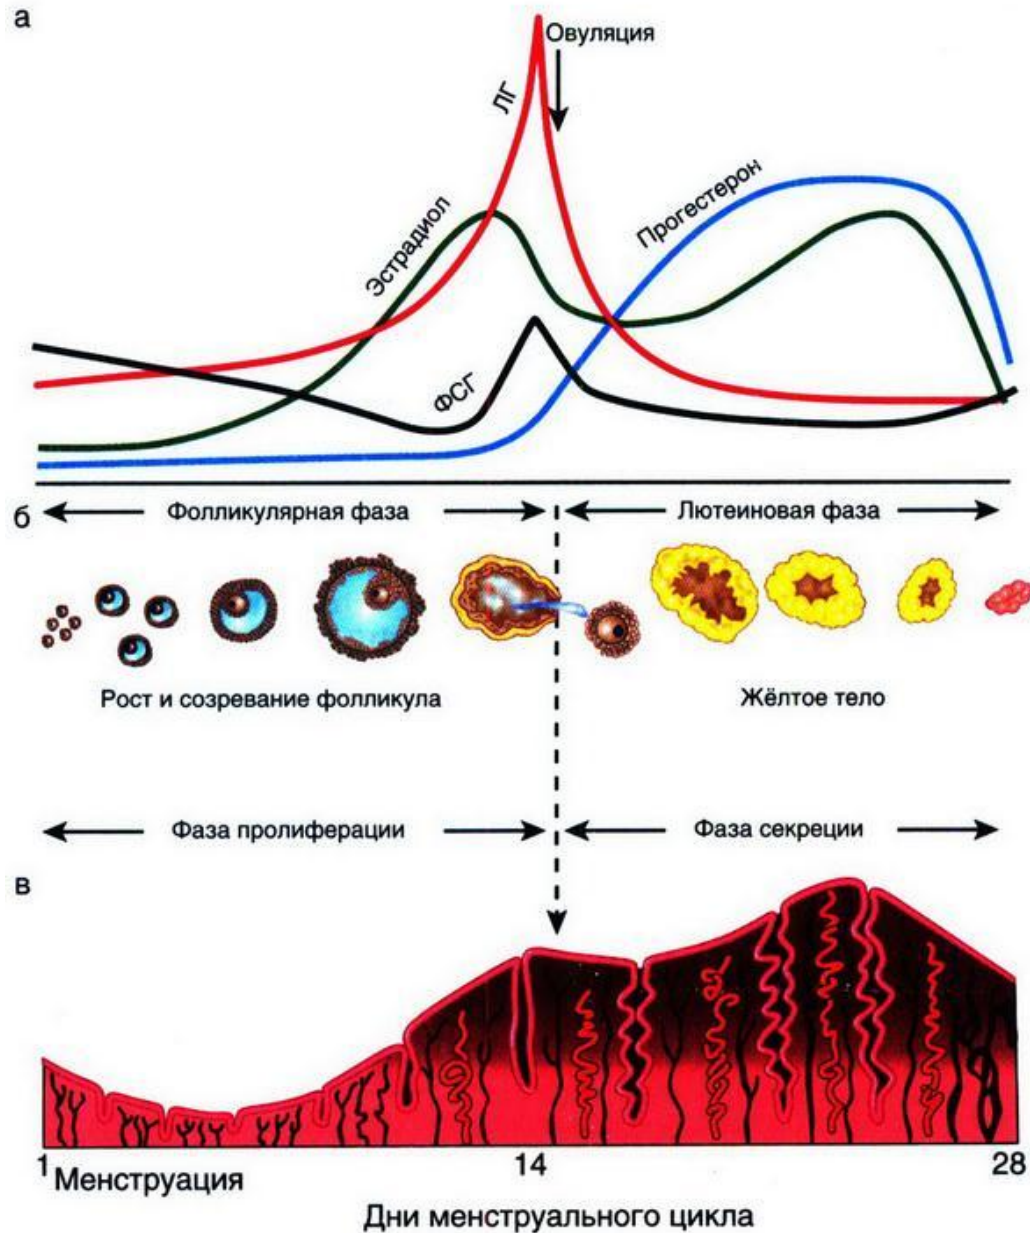 а
Овуляция
ЛГ
Эстрадиол
Прогестерон
ФСГ
б
Фолликулярная фаза
Лютеиновая фаза
Рост и созревание фолликула
Жёлтое тело
Фаза пролиферации
Фаза секреции
в
1 Менструация
14
28
Дни менструального цикла